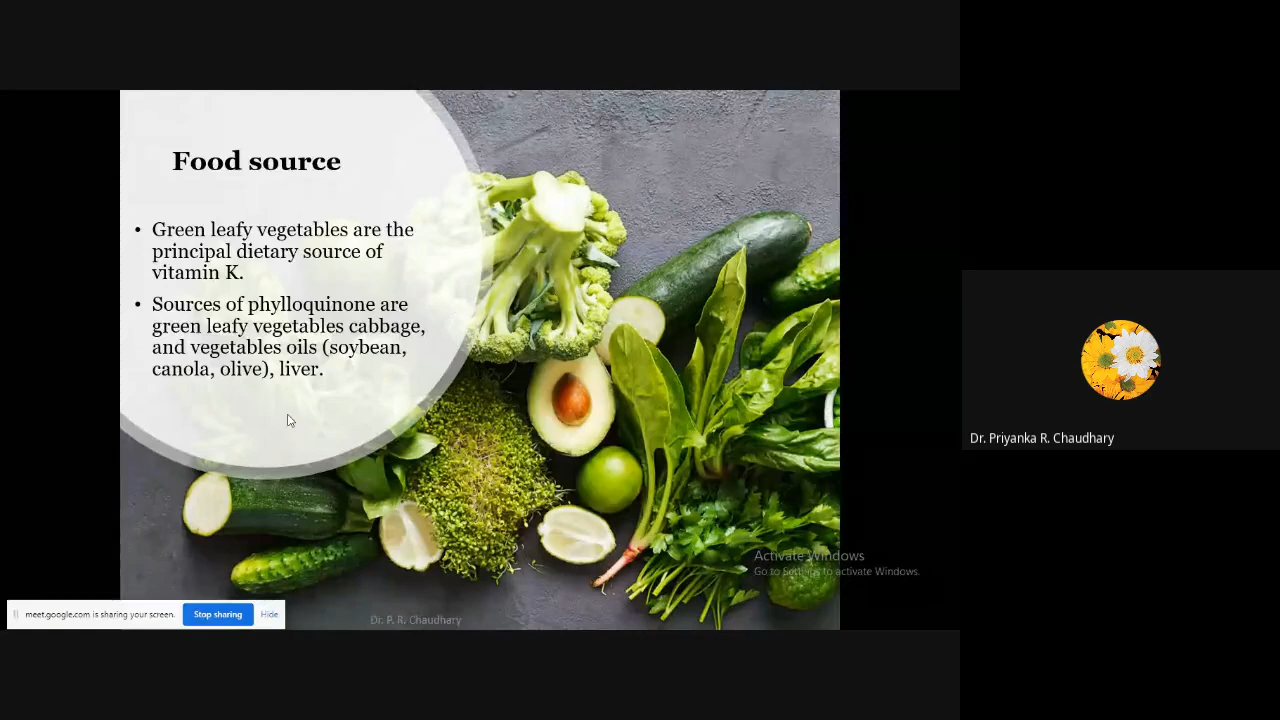 Food source
• Green leafy vegetables are the
principal dietary source of
vitamin K.
• Sources of phylloquinone are
green leafy vegetables cabbage,
and vegetables oils (soybean,
canola, olive), liver.
Dr. Priyanka R. Chaudhary
Activate Windows
Go to Settings to activate Windows.
meet.google.com is sharing your screen.
Stop sharing
Hide
Dr. P. R. Chaudhary